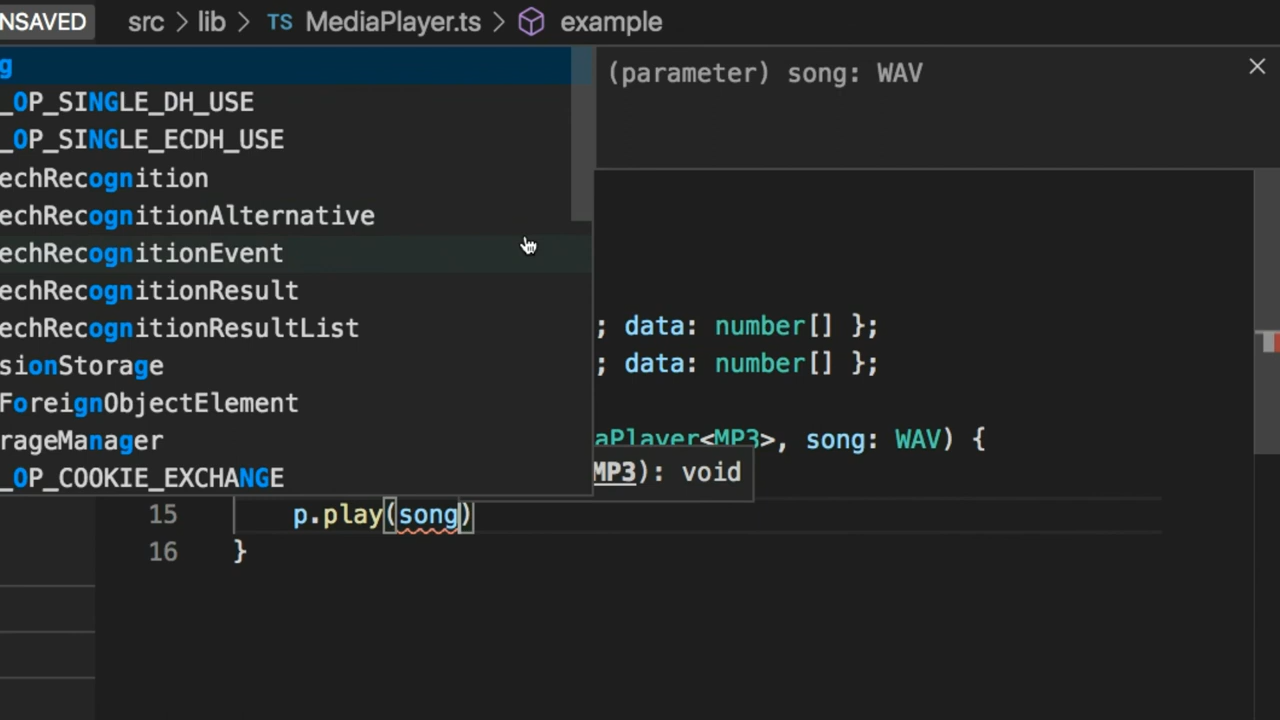 NSAVED src > lib > TS MediaPlayer.ts > example
g
(parameter) song: WAV
_OP_SINGLE_DH_USE
_OP_SINGLE_ECDH_USE
echRecognition
echRecognitionAlternative
echRecognitionEvent
echRecognitionResult
echRecognitionResultList
sionStorage
ForeignObjectElement
rageManager
_OP_COOKIE_EXCHANGE
; data: number[] };
; data: number[] };
aPlayer<MP3>, song: WAV) {
MP3): void
15 p.play(song)
16 }